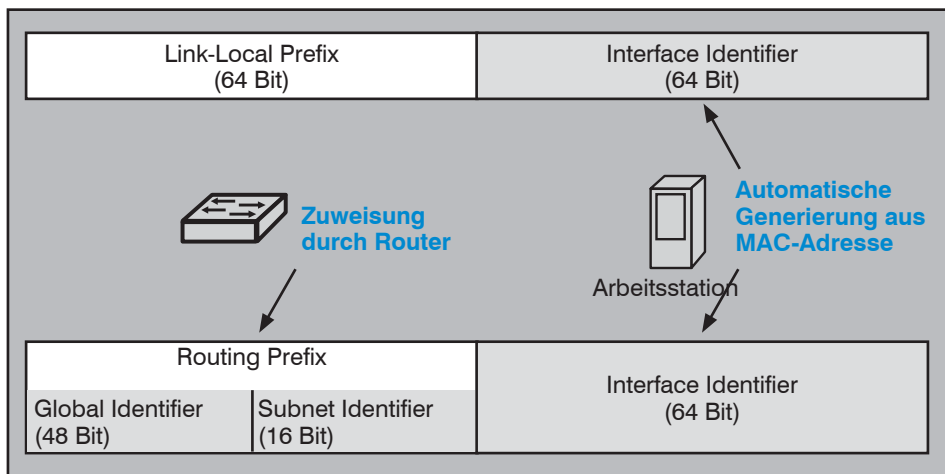 Link-Local Prefix
(64 Bit)
Interface Identifier
(64 Bit)
Zuweisung
durch Router
Automatische
Generierung aus
MAC-Adresse
Arbeitsstation
Routing Prefix
Global Identifier
(48 Bit)
Subnet Identifier
(16 Bit)
Interface Identifier
(64 Bit)